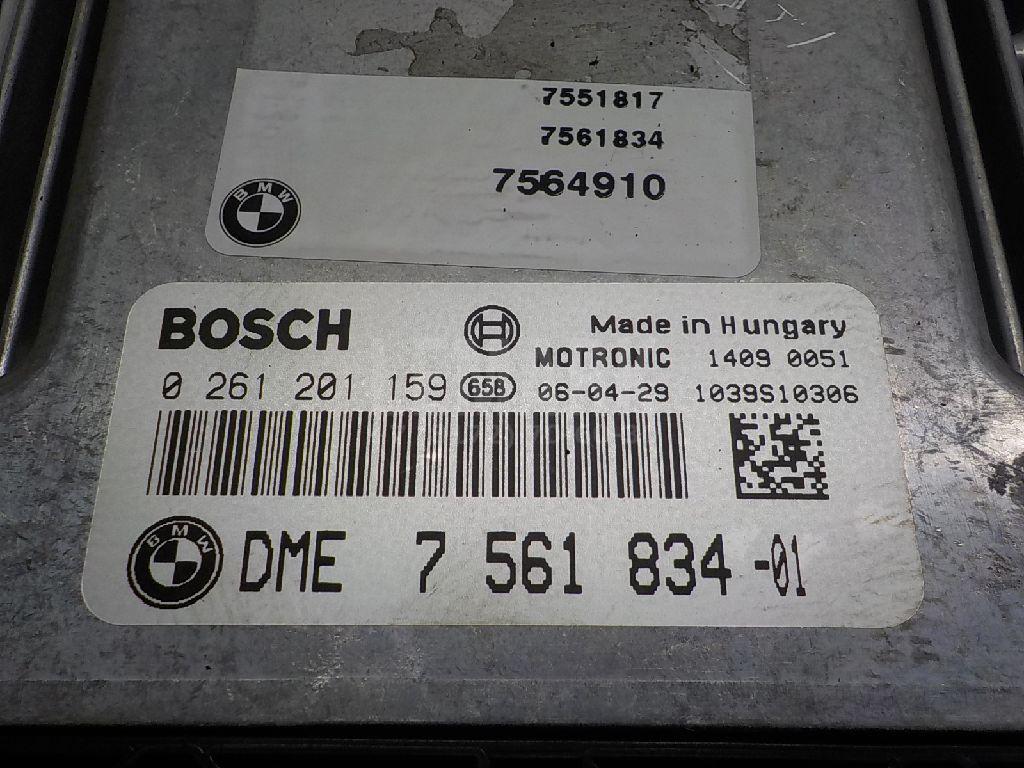 7551817
7561834
7564910
BMW
BOSCH
Made in Hungary
MOTRONIC 1409 0051
0 261 201 159 658 06-04-29 1039S10306
BMW
DME 7 561 834-01